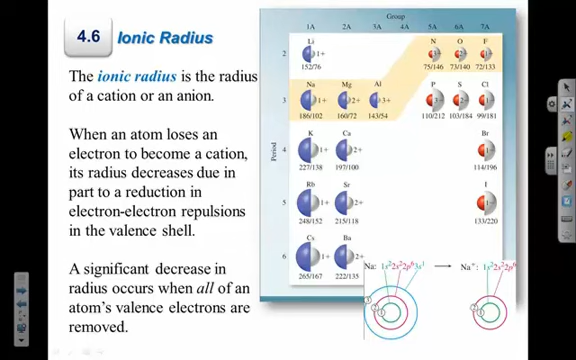 4.6 Ionic Radius
The ionic radius is the radius
of a cation or an anion.
When an atom loses an
electron to become a cation,
its radius decreases due in
part to a reduction in
electron-electron repulsions
in the valence shell.
A significant decrease in
radius occurs when all of an
atom's valence electrons are
removed.
Group
1A 2A 3A 4A 5A 6A 7A
Period
2
Li N O F
1+ 3− 2− 1−
152/76 75/146 73/140 72/133
3
Na Mg Al P S Cl
1+ 2+ 3+ 3− 2− 1−
186/102 160/72 143/54 110/212 103/184 99/181
4
K Ca Br
1+ 2+ 1−
227/138 197/100 114/196
5
Rb Sr I
1+ 2+ 1−
248/152 215/118 133/220
6
Cs Ba
1+ 2+
265/167 222/135
Na: 1s²2s²2p⁶3s¹ Na⁺: 1s²2s²2p⁶
3 2 1 2 1